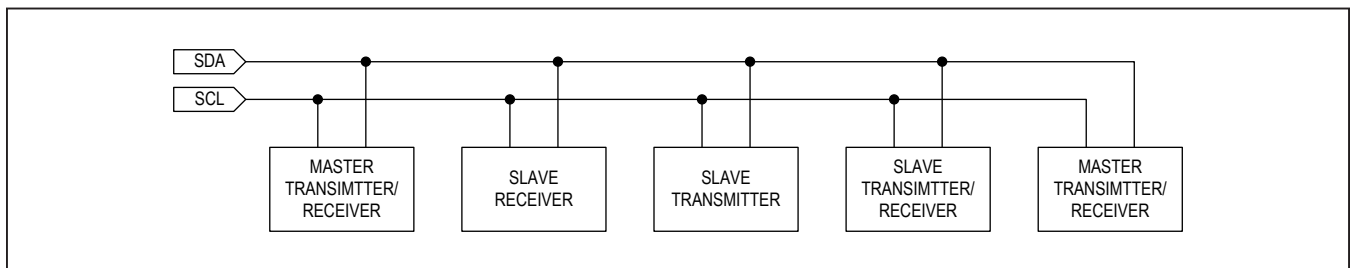 SDA
SCL
MASTER
TRANSIMTTER/
RECEIVER
SLAVE
RECEIVER
SLAVE
TRANSMITTER
SLAVE
TRANSIMTTER/
RECEIVER
MASTER
TRANSIMTTER/
RECEIVER